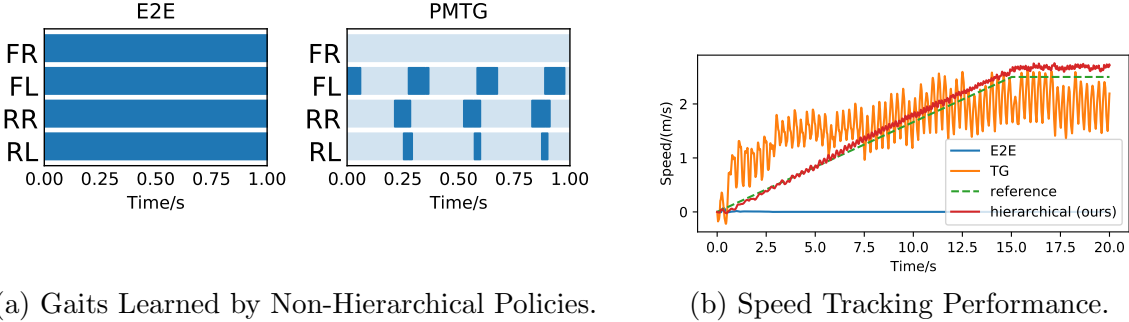 E2E
FR
FL
RR
RL
0.00 0.25 0.50 0.75 1.00
Time/s
PMTG
FR
FL
RR
RL
0.00 0.25 0.50 0.75 1.00
Time/s
a) Gaits Learned by Non-Hierarchical Policies.
Speed/(m/s)
2
1
0
E2E
TG
reference
hierarchical (ours)
0.0 2.5 5.0 7.5 10.0 12.5 15.0 17.5 20.0
Time/s
(b) Speed Tracking Performance.